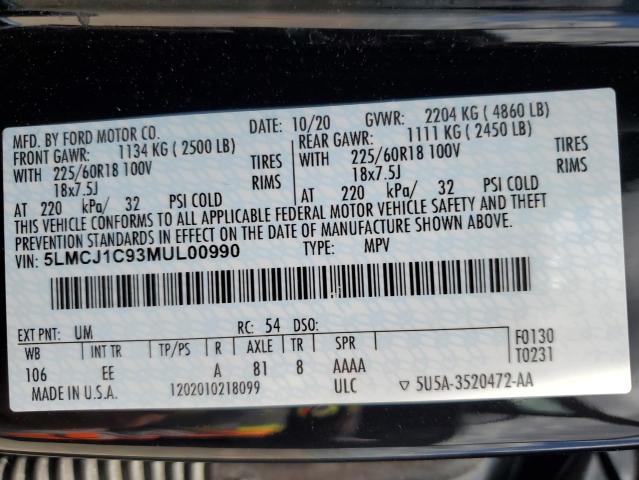 MFD. BY FORD MOTOR CO. DATE: 10/20 GVWR: 2204 KG ( 4860 LB)
FRONT GAWR: 1134 KG ( 2500 LB) REAR GAWR: 1111 KG ( 2450 LB)
WITH 225/60R18 100V TIRES WITH 225/60R18 100V TIRES
18x7.5J RIMS 18x7.5J RIMS
AT 220 kPa/ 32 PSI COLD AT 220 kPa/ 32 PSI COLD
THIS VEHICLE CONFORMS TO ALL APPLICABLE FEDERAL MOTOR VEHICLE SAFETY AND THEFT
PREVENTION STANDARDS IN EFFECT ON THE DATE OF MANUFACTURE SHOWN ABOVE.
VIN: 5LMCJ1C93MUL00990 TYPE: MPV
EXT PNT: UM RC: 54 DSO:
WB INT TR TP/PS R AXLE TR SPR F0130
106 EE A 81 8 AAAA T0231
MADE IN U.S.A. 1202010218099 ULC ▽ 5U5A-3520472-AA